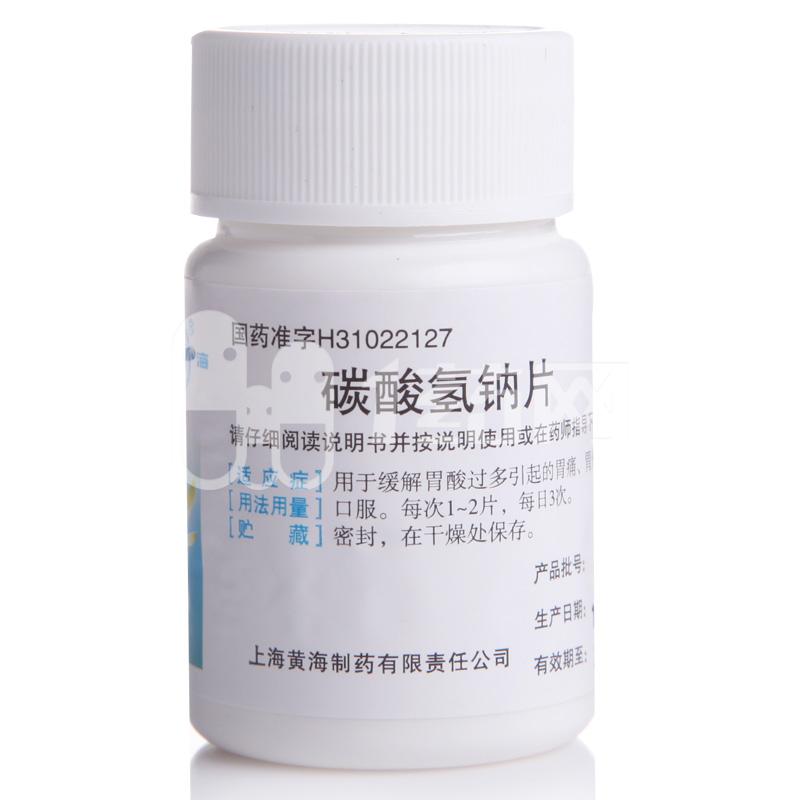 国药准字H31022127
碳酸氢钠片
请仔细阅读说明书并按说明使用或在药师指导
[适应症] 用于缓解胃酸过多引起的胃痛、胃
[用法用量] 口服。每次1~2片，每日3次。
[贮 藏] 密封，在干燥处保存。
产品批号：
生产日期：
有效期至：
上海黄海制药有限责任公司
海